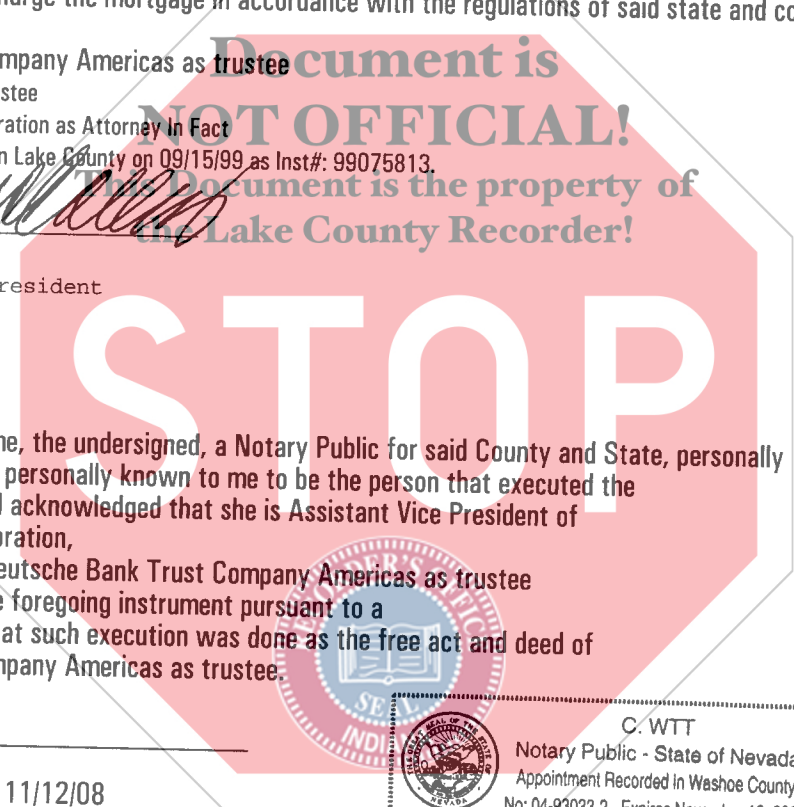 the mortgage in accordance with the regulations of said state and co
mpany Americas as trustee
Document is
stee
NOT OFFICIAL!
ration as Attorney In Fact
n Lake County on 09/15/99 as Inst#: 99075813.
This Document is the property of
the Lake County Recorder!
resident
STOP
ne, the undersigned, a Notary Public for said County and State, personally
personally known to me to be the person that executed the
acknowledged that she is Assistant Vice President of
oration,
eutsche Bank Trust Company Americas as trustee
e foregoing instrument pursuant to a
at such execution was done as the free act and deed of
mpany Americas as trustee.
RECORDER'S OFFICE
SEAL
INDI
C. WTT
Notary Public - State of Nevada
Appointment Recorded in Washoe County
11/12/08